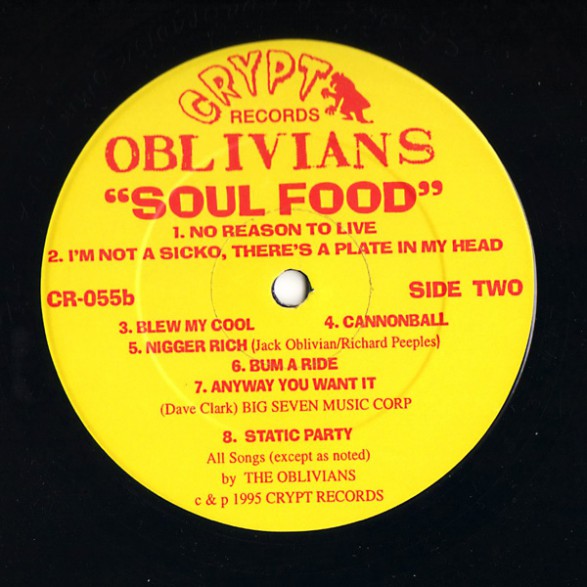 CRYPT
RECORDS
OBLIVIANS
“SOUL FOOD”
1. NO REASON TO LIVE
2. I'M NOT A SICKO, THERE'S A PLATE IN MY HEAD
CR-055b SIDE TWO
3. BLEW MY COOL 4. CANNONBALL
5. NIGGER RICH (Jack Oblivian/Richard Peeples)
6. BUM A RIDE
7. ANYWAY YOU WANT IT
(Dave Clark) BIG SEVEN MUSIC CORP
8. STATIC PARTY
All Songs (except as noted)
by THE OBLIVIANS
c & p 1995 CRYPT RECORDS